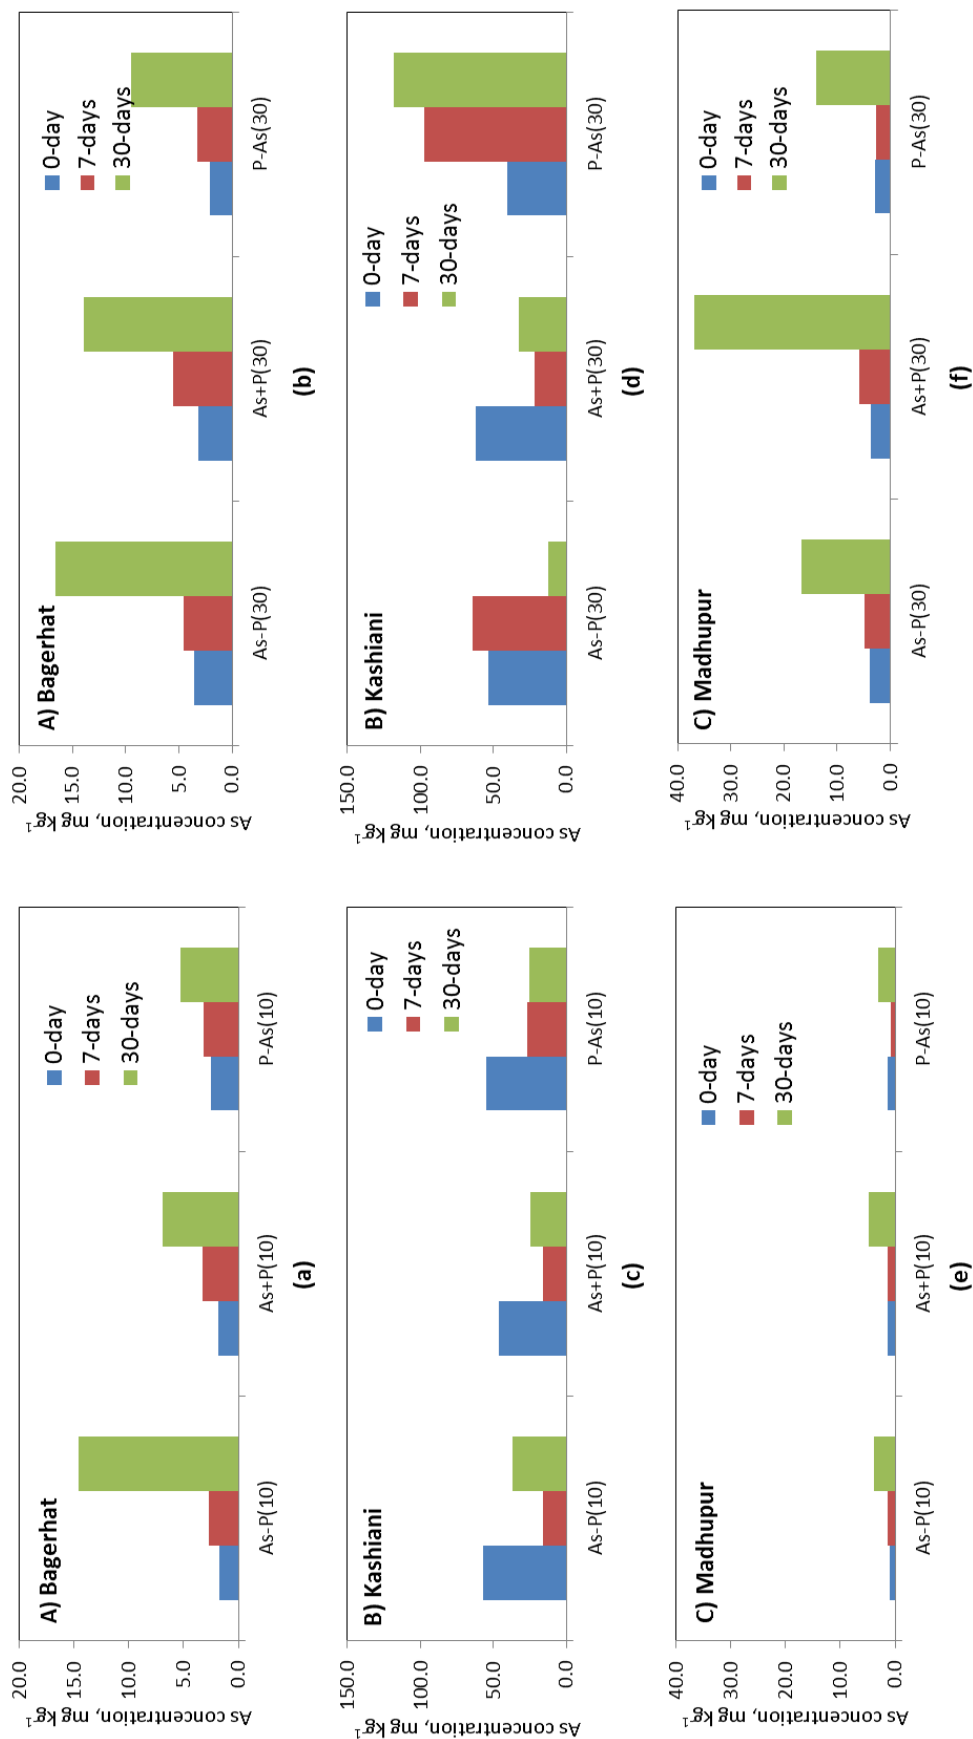 A) Bagerhat
As concentration, mg kg-1
20.0
15.0
10.0
5.0
0.0
0-day
7-days
30-days
As-P(10)
As+P(10)
P-As(10)
(a)
A) Bagerhat
As concentration, mg kg-1
20.0
15.0
10.0
5.0
0.0
0-day
7-days
30-days
As-P(30)
As+P(30)
P-As(30)
(b)
B) Kashiani
As concentration, mg kg-1
150.0
100.0
50.0
0.0
0-day
7-days
30-days
As-P(10)
As+P(10)
P-As(10)
(c)
B) Kashiani
As concentration, mg kg-1
150.0
100.0
50.0
0.0
0-day
7-days
30-days
As-P(30)
As+P(30)
P-As(30)
(d)
C) Madhupur
As concentration, mg kg-1
40.0
30.0
20.0
10.0
0.0
0-day
7-days
30-days
As-P(10)
As+P(10)
P-As(10)
(e)
C) Madhupur
As concentration, mg kg-1
40.0
30.0
20.0
10.0
0.0
0-day
7-days
30-days
As-P(30)
As+P(30)
P-As(30)
(f)